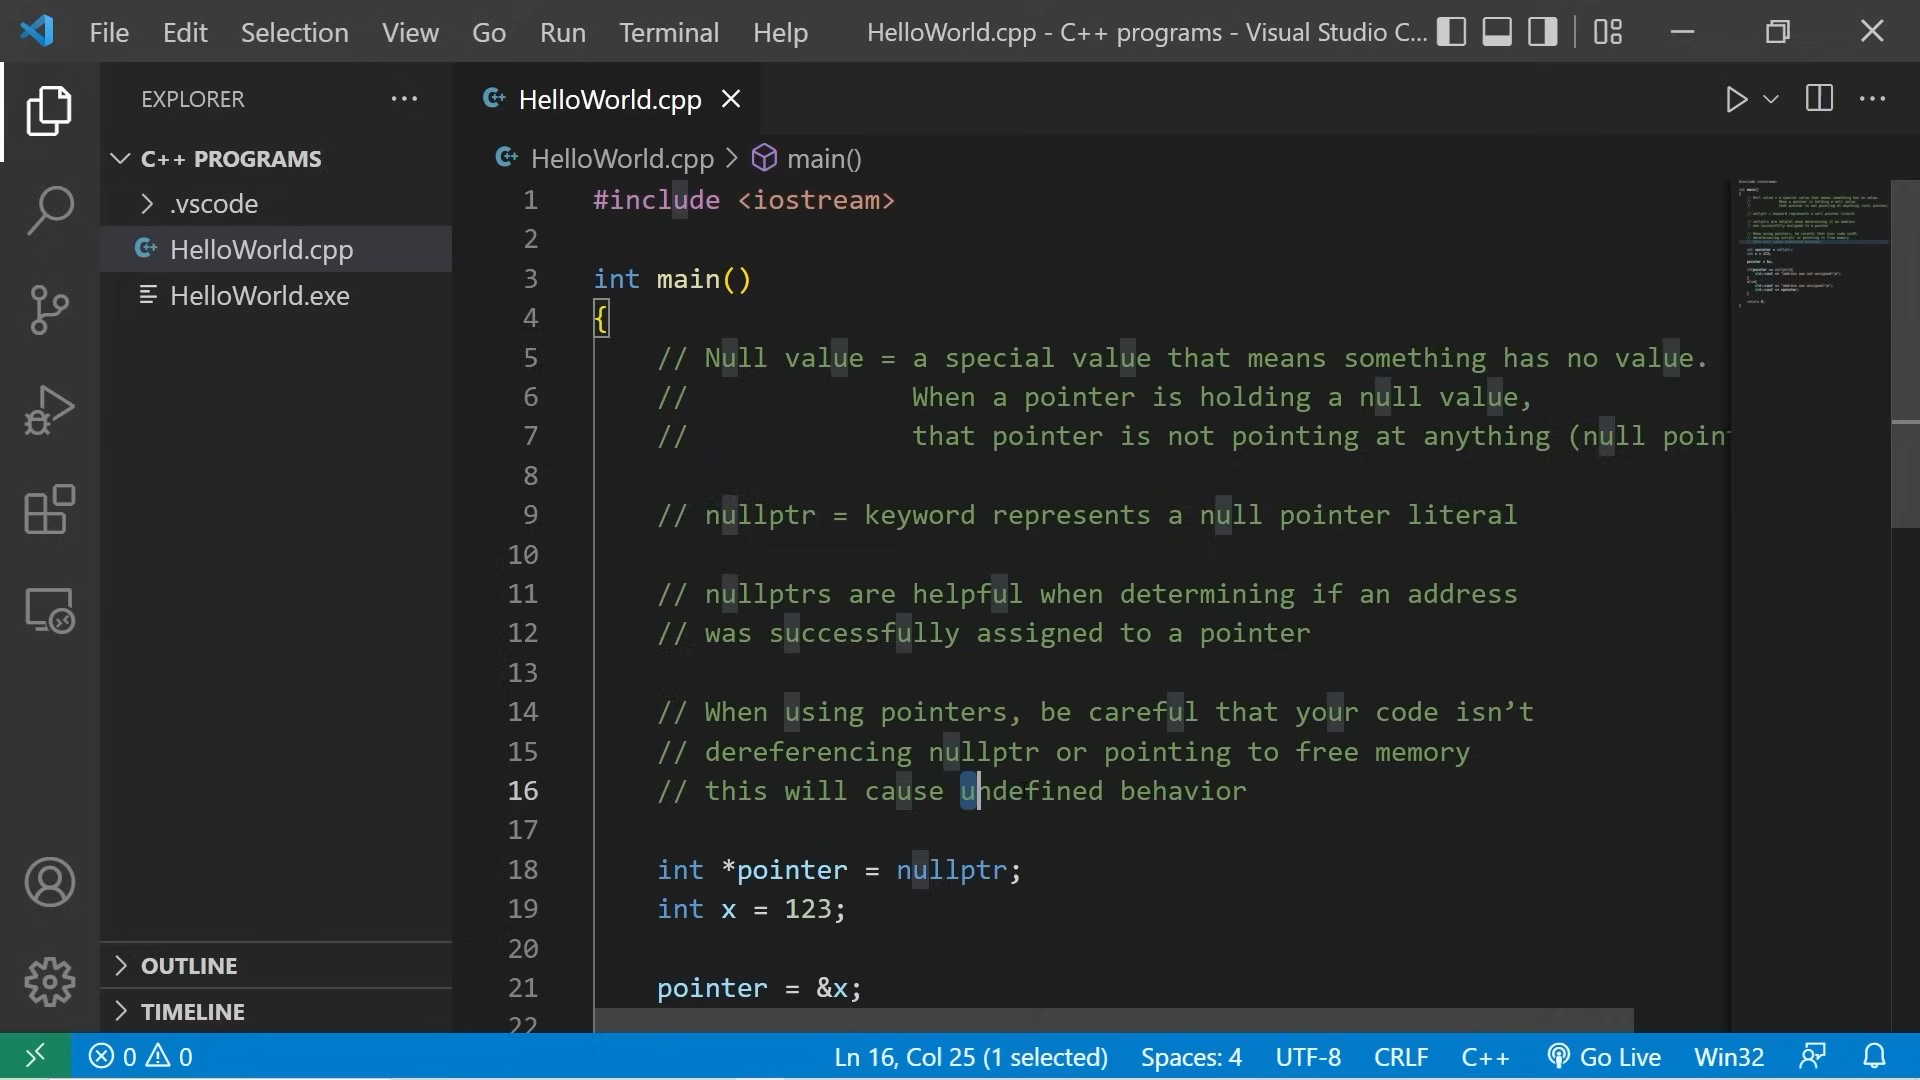 File Edit Selection View Go Run Terminal Help HelloWorld.cpp - C++ programs - Visual Studio C...
EXPLORER
C++ PROGRAMS
.vscode
HelloWorld.cpp
HelloWorld.exe
OUTLINE
TIMELINE
HelloWorld.cpp
HelloWorld.cpp > main()
1 #include <iostream>
2
3 int main()
4 {
5 // Null value = a special value that means something has no value.
6 // When a pointer is holding a null value,
7 // that pointer is not pointing at anything (null poin
8
9 // nullptr = keyword represents a null pointer literal
10
11 // nullptrs are helpful when determining if an address
12 // was successfully assigned to a pointer
13
14 // When using pointers, be careful that your code isn’t
15 // dereferencing nullptr or pointing to free memory
16 // this will cause undefined behavior
17
18 int *pointer = nullptr;
19 int x = 123;
20
21 pointer = &x;
22
0 0 Ln 16, Col 25 (1 selected) Spaces: 4 UTF-8 CRLF C++ Go Live Win32